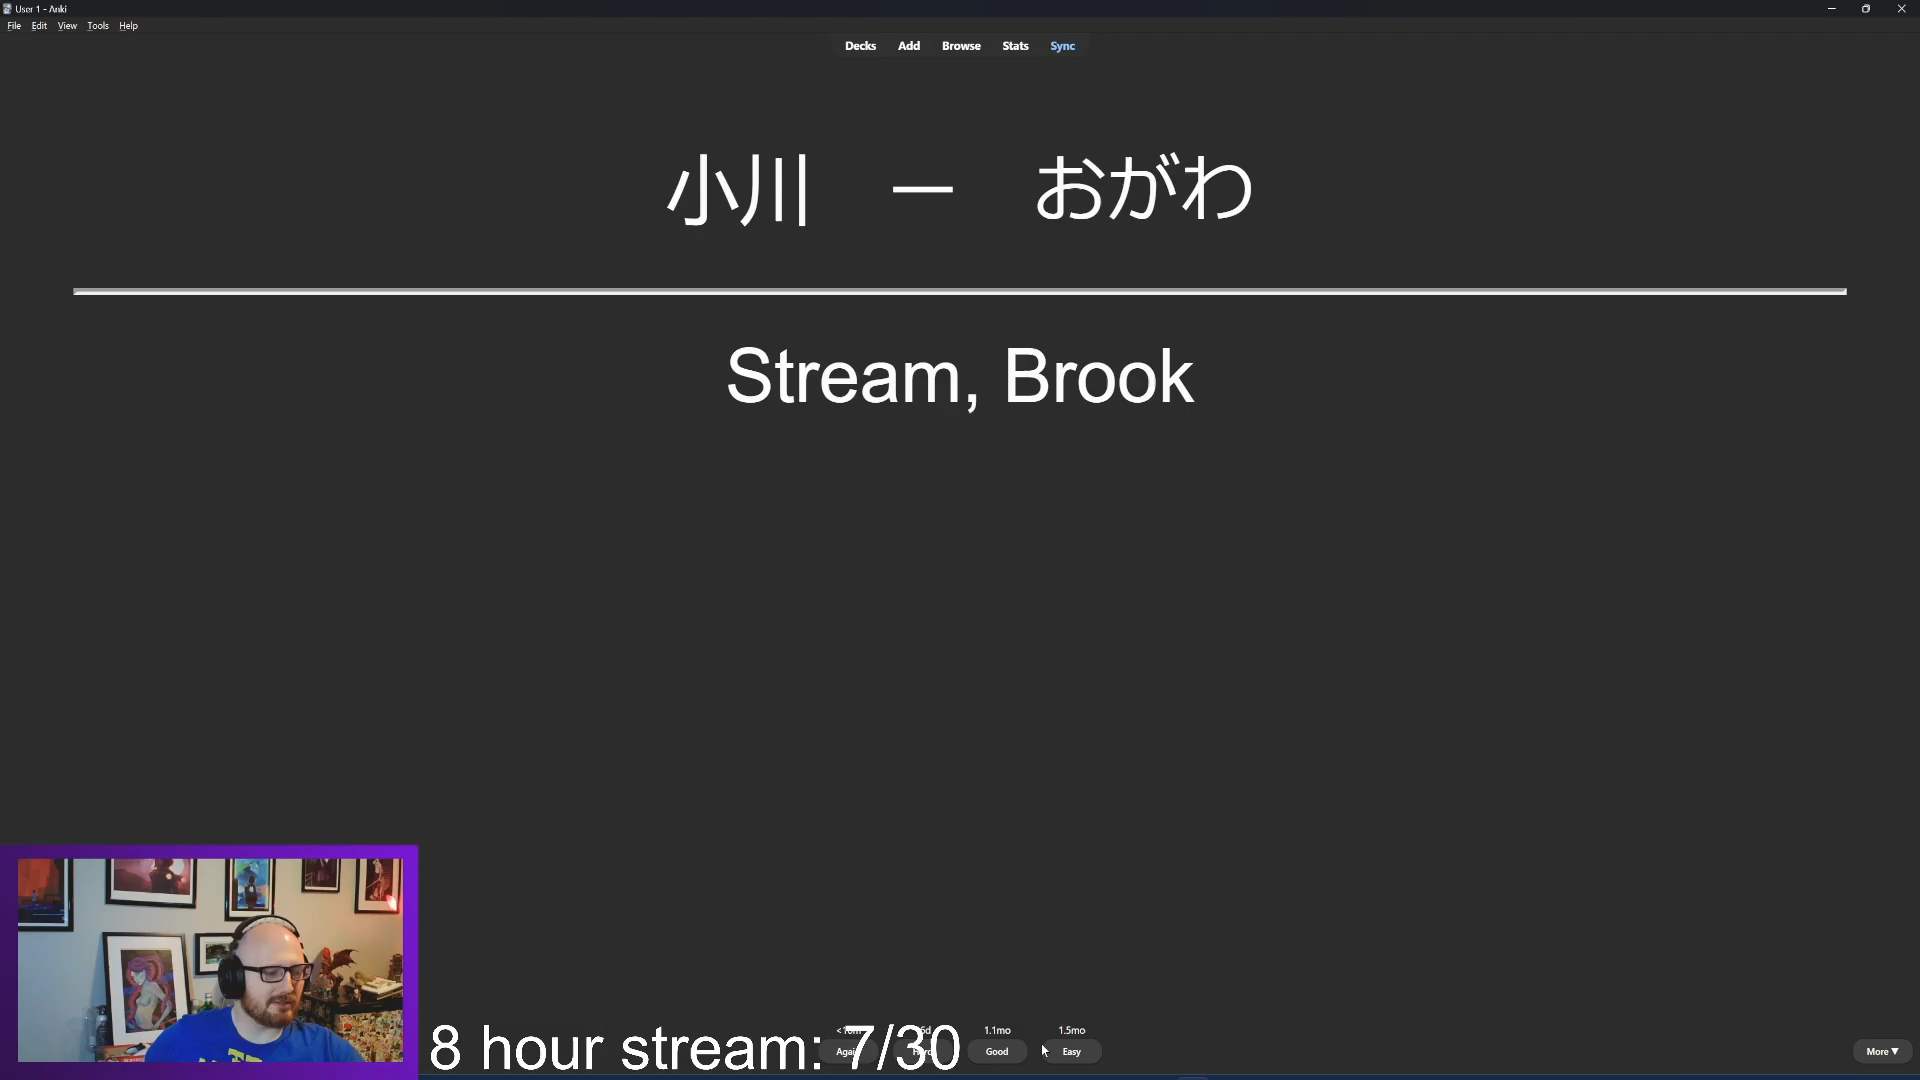 User 1 - Anki
File Edit View Tools Help
Decks Add Browse Stats Sync
小川 ー おがわ
Stream, Brook
1.1mo 1.5mo
Good Easy More ▼
8 hour stream: 7/30